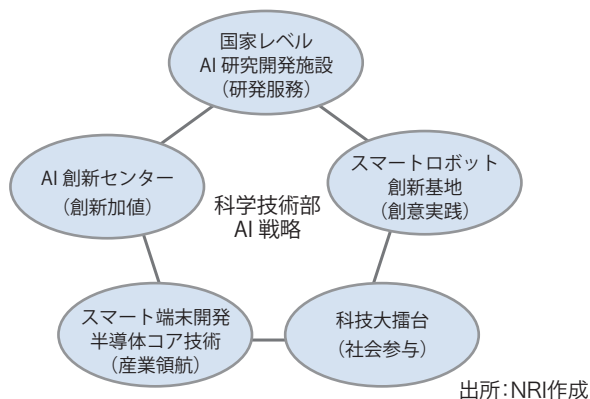 国家レベル
AI 研究開発施設
（研発服務）
AI 創新センター
（創新加値）
スマートロボット
創新基地
（創意実践）
科学技術部
AI 戦略
スマート端末開発
半導体コア技術
（産業領航）
科技大擂台
（社会参与）
出所：NRI作成